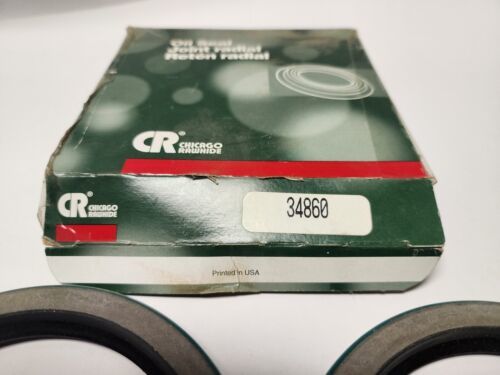 Oil Seal
Joint radial
Retén radial
CR® CHICAGO
RAWHIDE
CR® CHICAGO
RAWHIDE
34860
Printed in USA